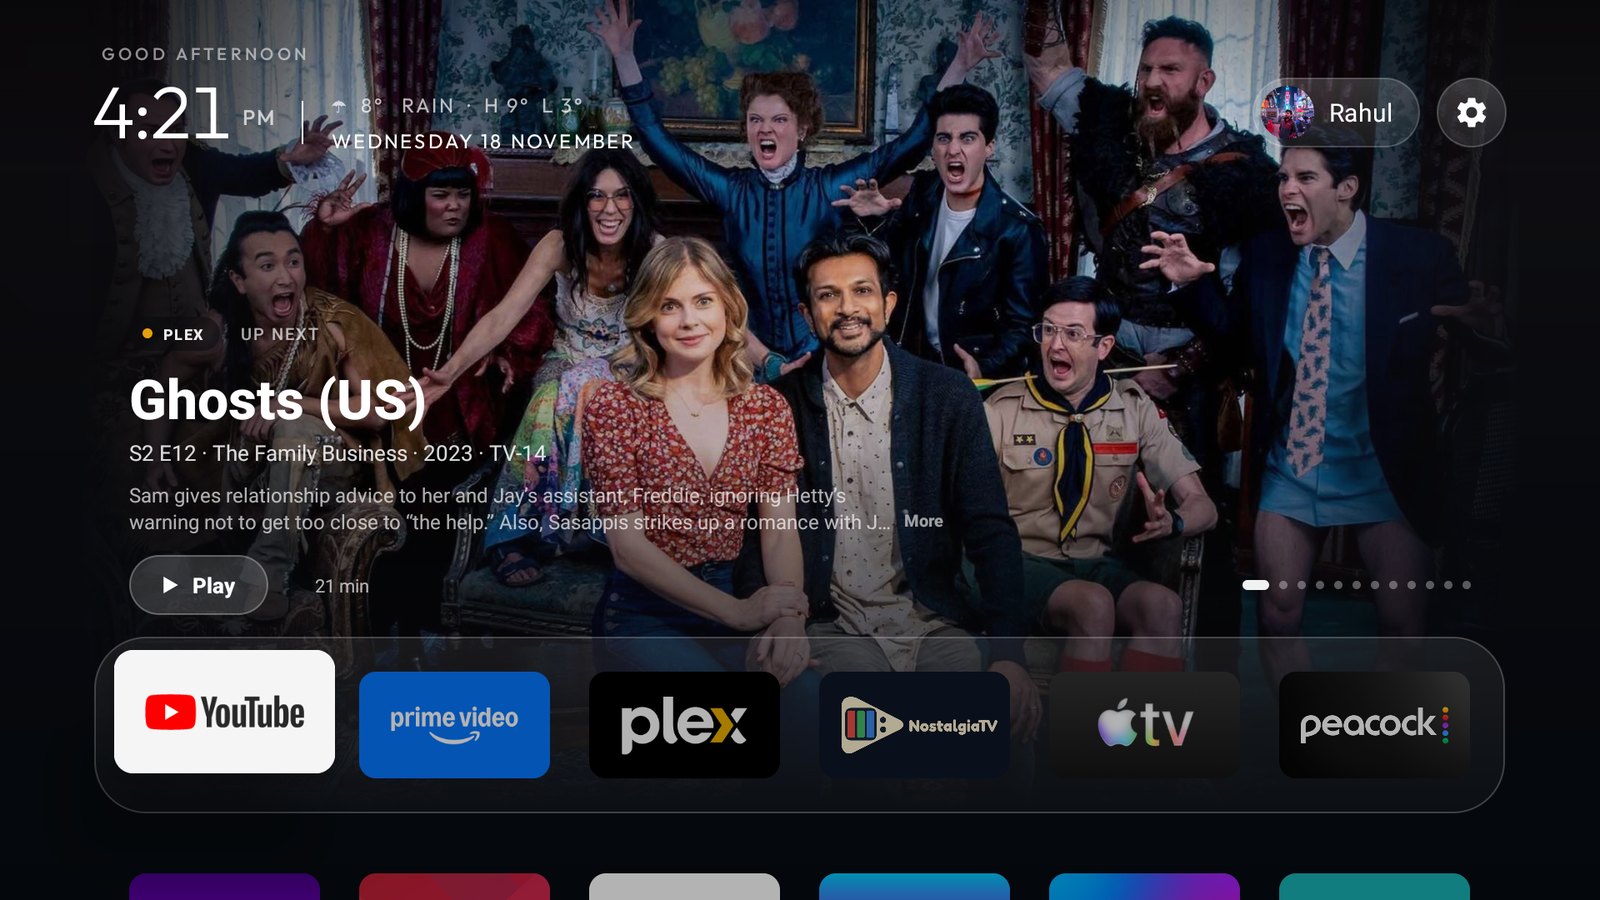 GOOD AFTERNOON
4:21 PM
8° RAIN · H 9° L 3°
WEDNESDAY 18 NOVEMBER
Rahul
PLEX
UP NEXT
Ghosts (US)
S2 E12 · The Family Business · 2023 · TV-14
Sam gives relationship advice to her and Jay's assistant, Freddie, ignoring Hetty's
warning not to get too close to “the help.” Also, Sasappis strikes up a romance with J... More
Play
21 min
YouTube
prime video
plex
NostalgiaTV
tv
peacock